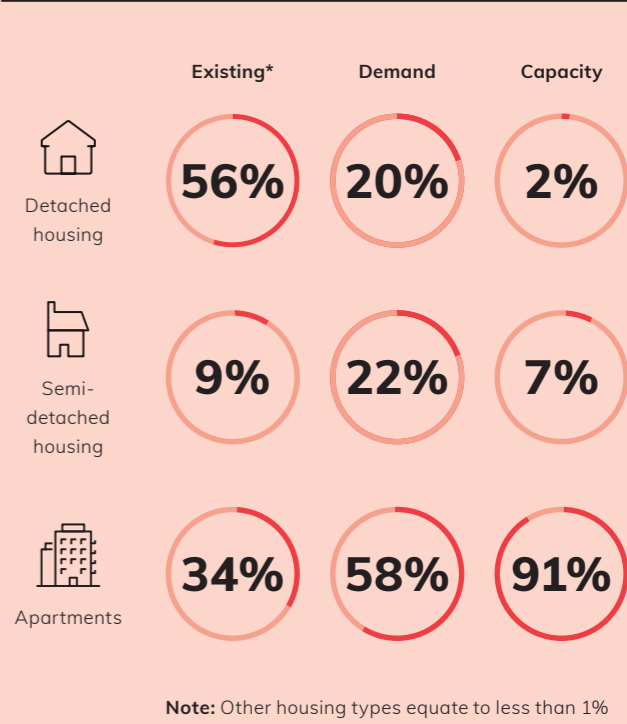 Existing* Demand Capacity
56% 20% 2%
Detached
housing
9% 22% 7%
Semi-
detached
housing
34% 58% 91%
Apartments
Note: Other housing types equate to less than 1%